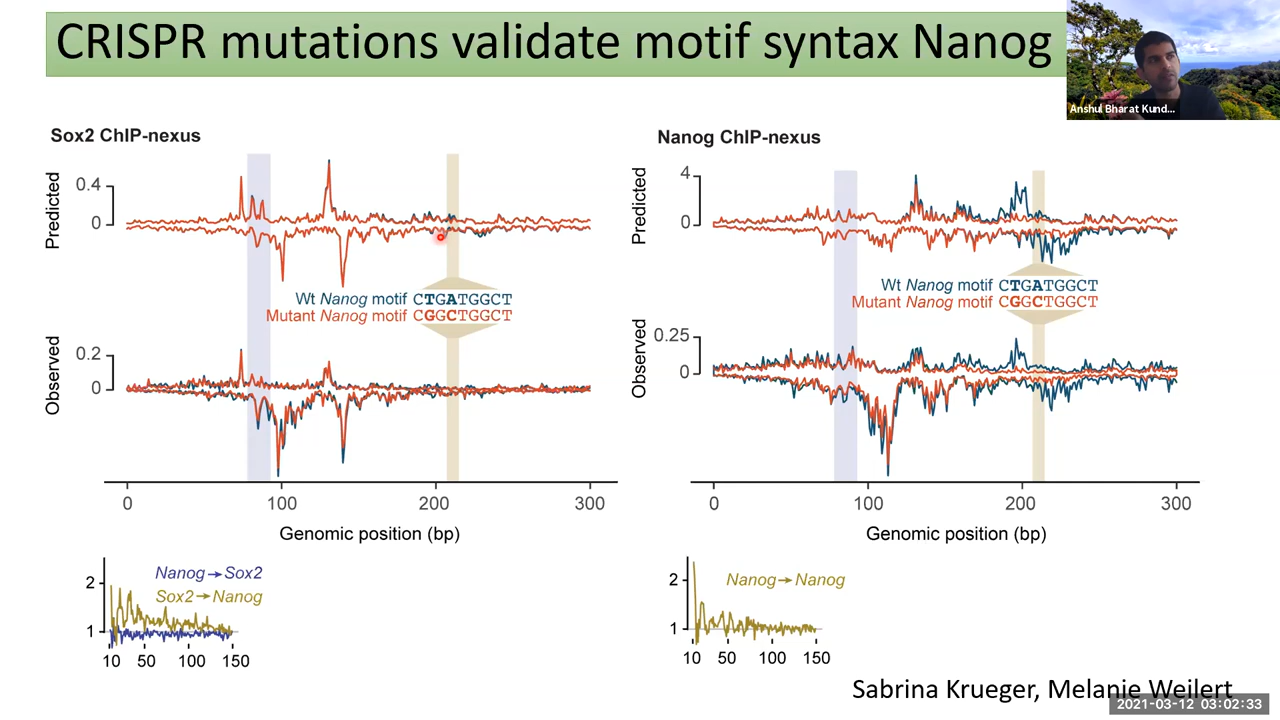 CRISPR mutations validate motif syntax Nanog
Anshul Bharat Kund...
Sox2 ChIP-nexus
Predicted
0.4
0
Wt Nanog motif CTGATGGCT
Mutant Nanog motif CGGCTGGCT
Observed
0.2
0
0 100 200 300
Genomic position (bp)
2
1
Nanog→Sox2
Sox2→Nanog
10 50 100 150
Nanog ChIP-nexus
Predicted
4
0
Wt Nanog motif CTGATGGCT
Mutant Nanog motif CGGCTGGCT
Observed
0.25
0
0 100 200 300
Genomic position (bp)
2
1
Nanog→Nanog
10 50 100 150
Sabrina Krueger, Melanie Weilert
2021-03-12 03:02:33